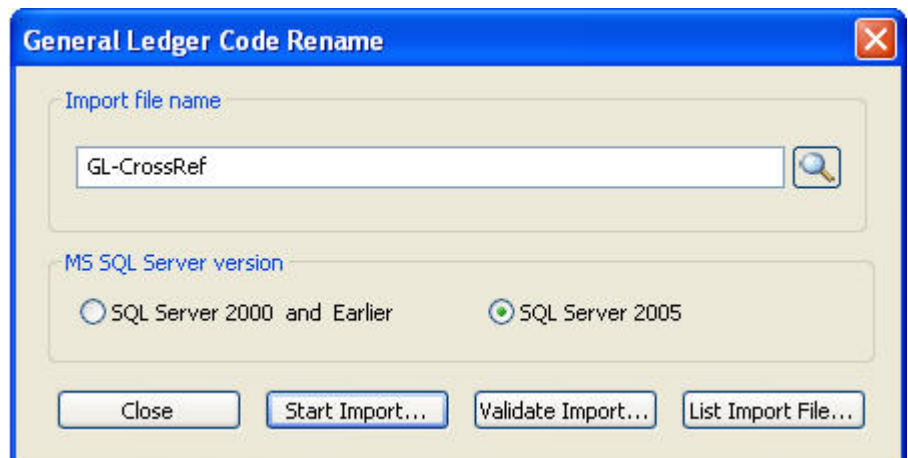 General Ledger Code Rename
Import file name
GL-CrossRef
MS SQL Server version
SQL Server 2000 and Earlier SQL Server 2005
Close Start Import... Validate Import... List Import File...